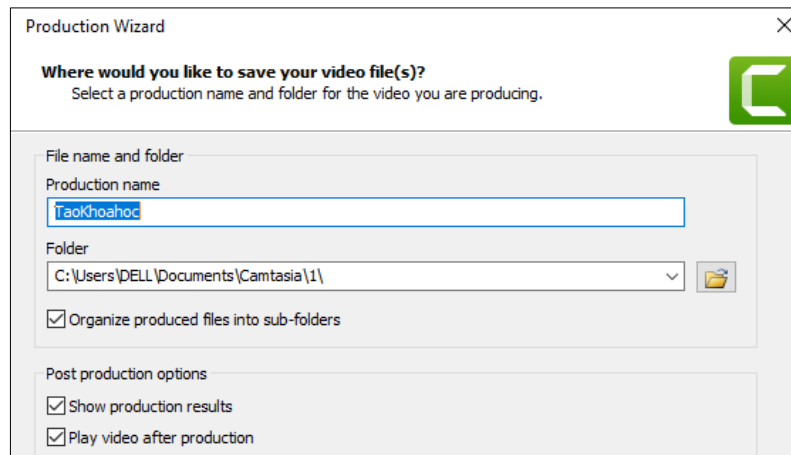 Production Wizard
Where would you like to save your video file(s)?
Select a production name and folder for the video you are producing.
File name and folder
Production name
TaoKhoahoc
Folder
C:\Users\DELL\Documents\Camtasia\1\
Organize produced files into sub-folders
Post production options
Show production results
Play video after production